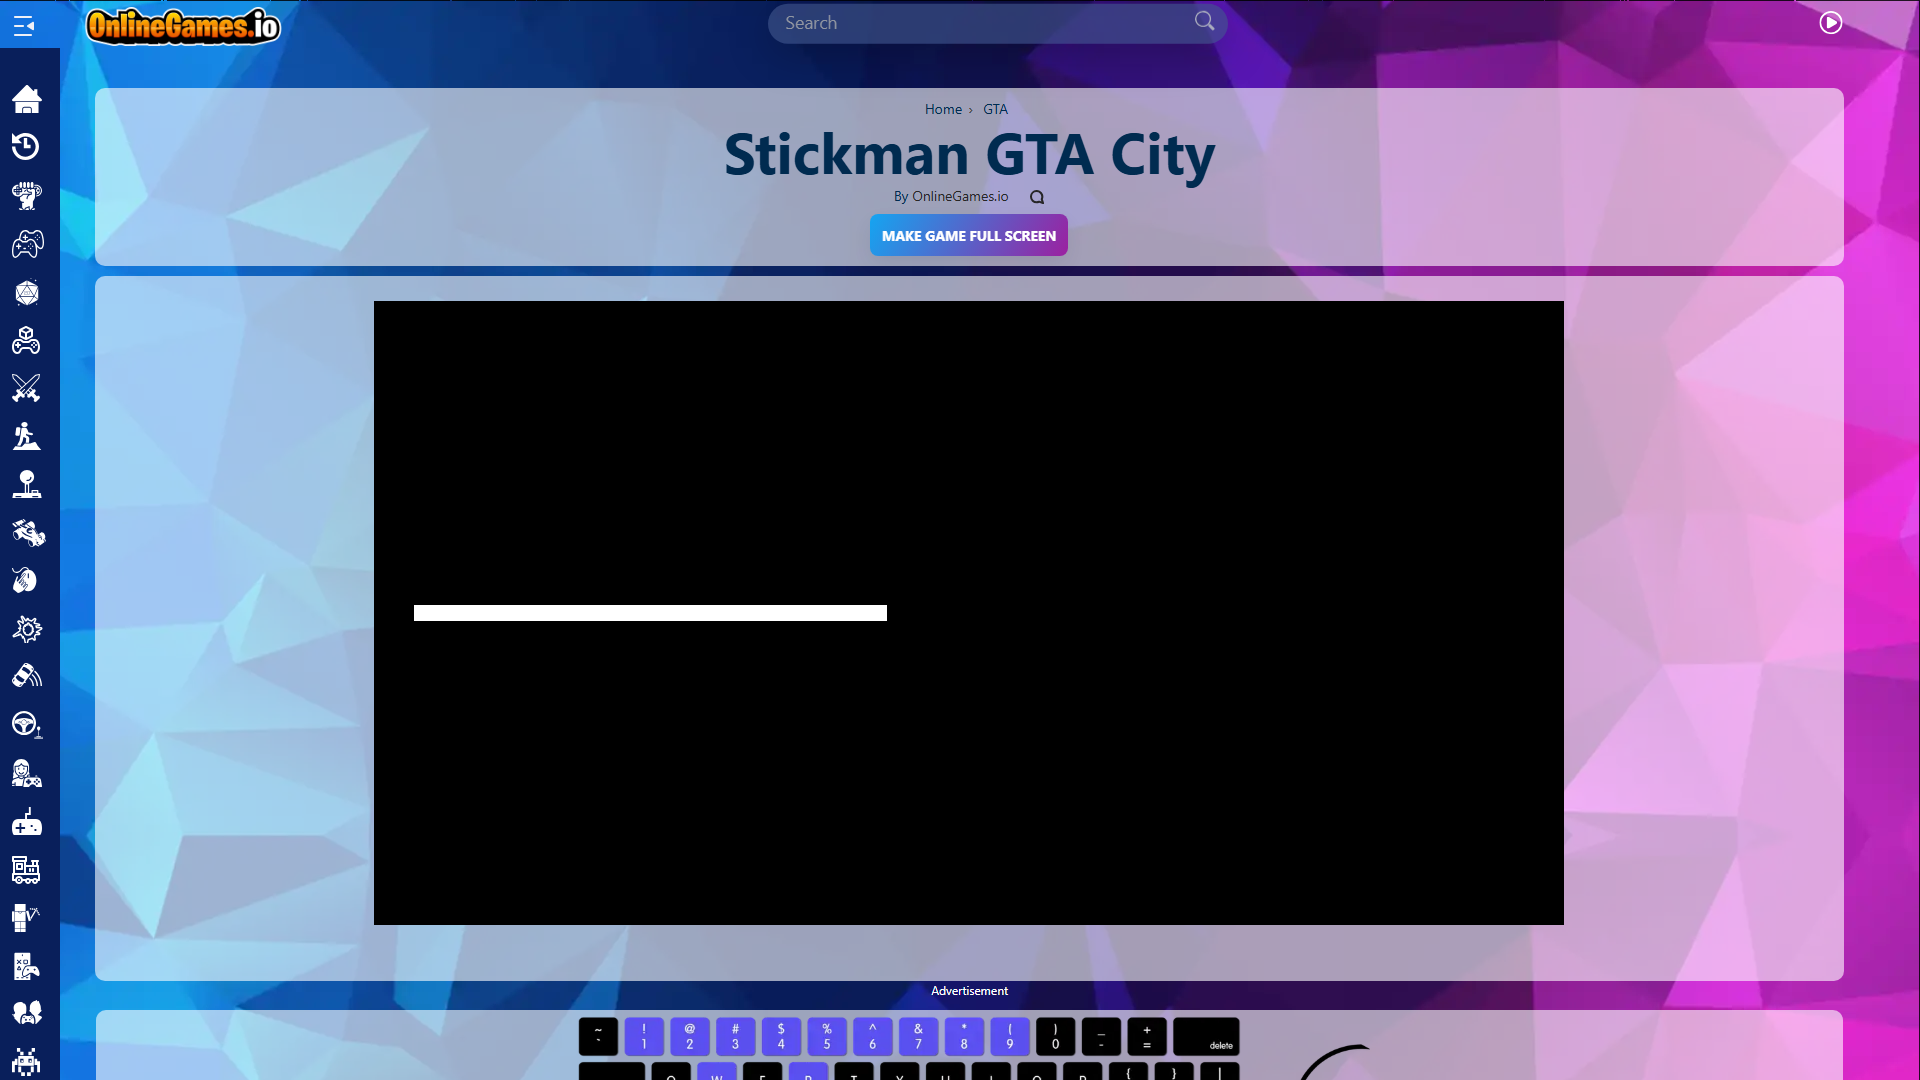 OnlineGames.io
Search
Home › GTA
Stickman GTA City
By OnlineGames.io
MAKE GAME FULL SCREEN
Advertisement
~ ! @ # $ % ^ & * ( ) _ +
` 1 2 3 4 5 6 7 8 9 0 - = delete